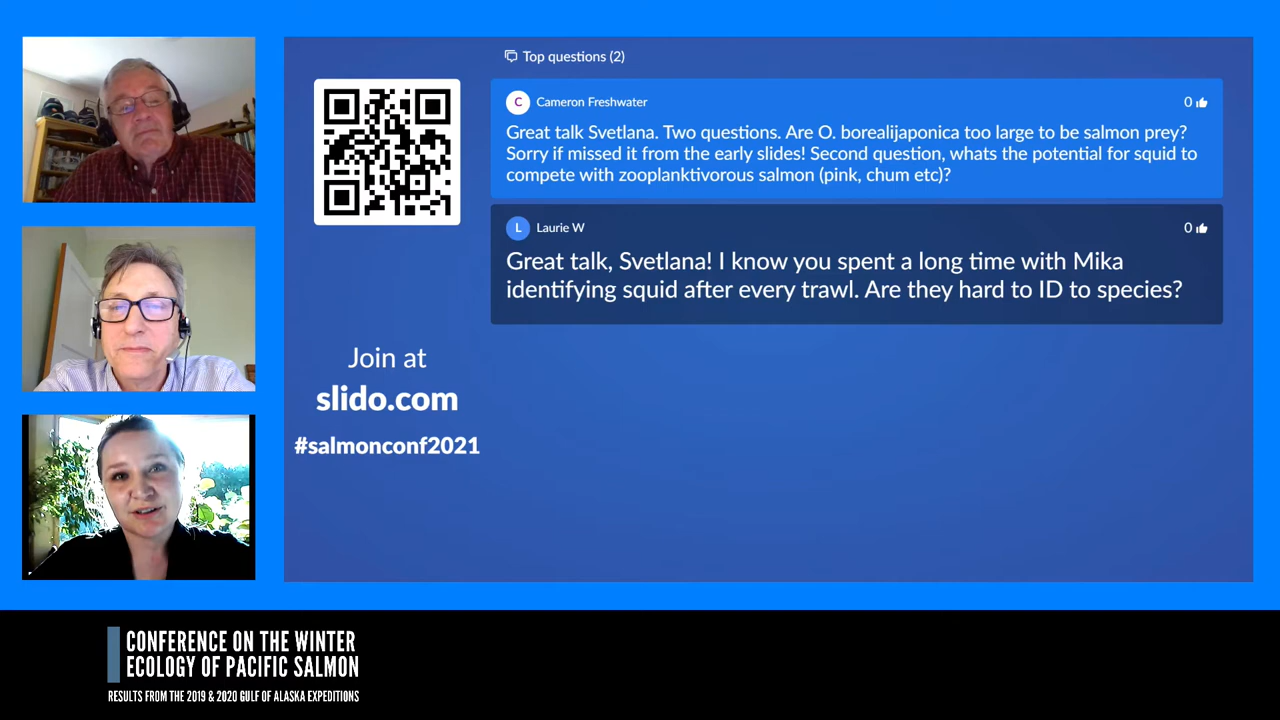 Top questions (2)
C
Cameron Freshwater
0
Great talk Svetlana. Two questions. Are O. borealijaponica too large to be salmon prey?
Sorry if missed it from the early slides! Second question, whats the potential for squid to
compete with zooplanktivorous salmon (pink, chum etc)?
L
Laurie W
0
Great talk, Svetlana! I know you spent a long time with Mika
identifying squid after every trawl. Are they hard to ID to species?
Join at
slido.com
#salmonconf2021
CONFERENCE ON THE WINTER
ECOLOGY OF PACIFIC SALMON
RESULTS FROM THE 2019 & 2020 GULF OF ALASKA EXPEDITIONS